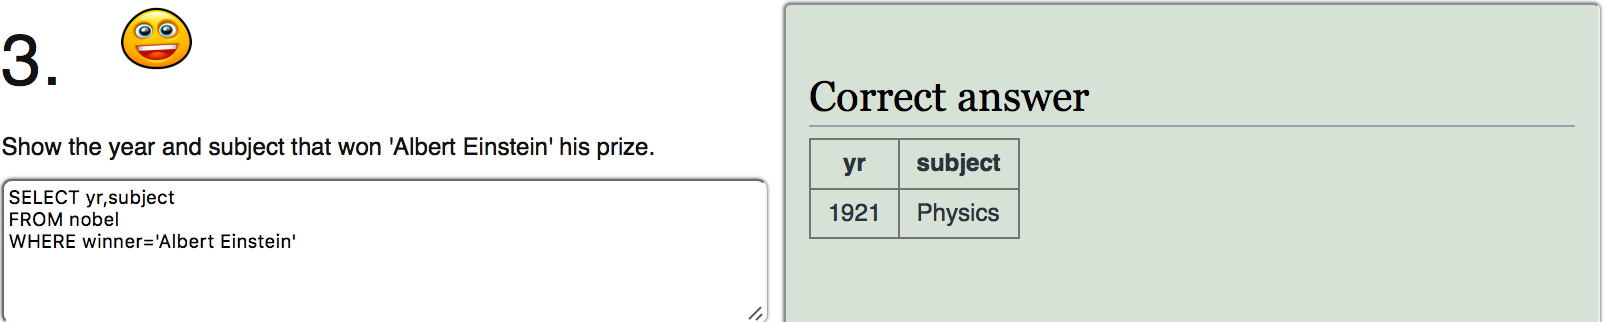 3.
Show the year and subject that won 'Albert Einstein' his prize.
SELECT yr,subject
FROM nobel
WHERE winner='Albert Einstein'
Correct answer
yr subject
1921 Physics